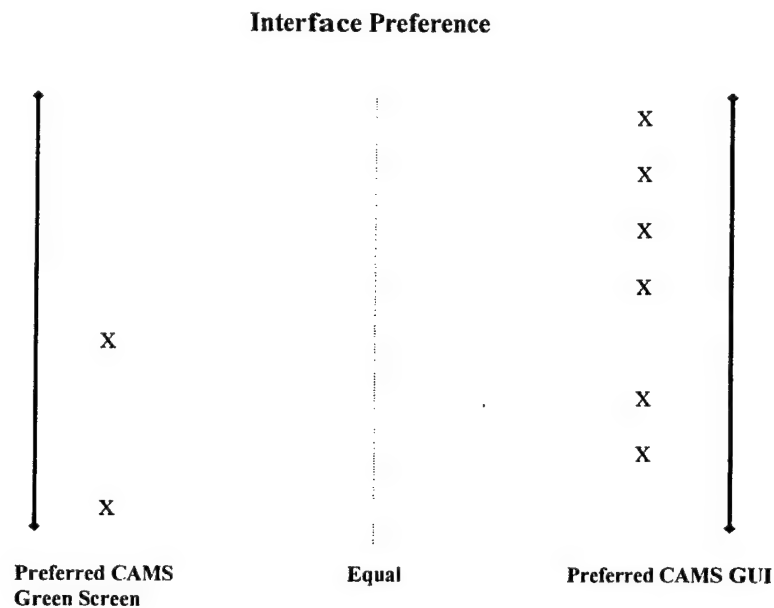 Interface Preference
X
X
X
X
X
X
X
X
Preferred CAMS
Green Screen
Equal
Preferred CAMS GUI